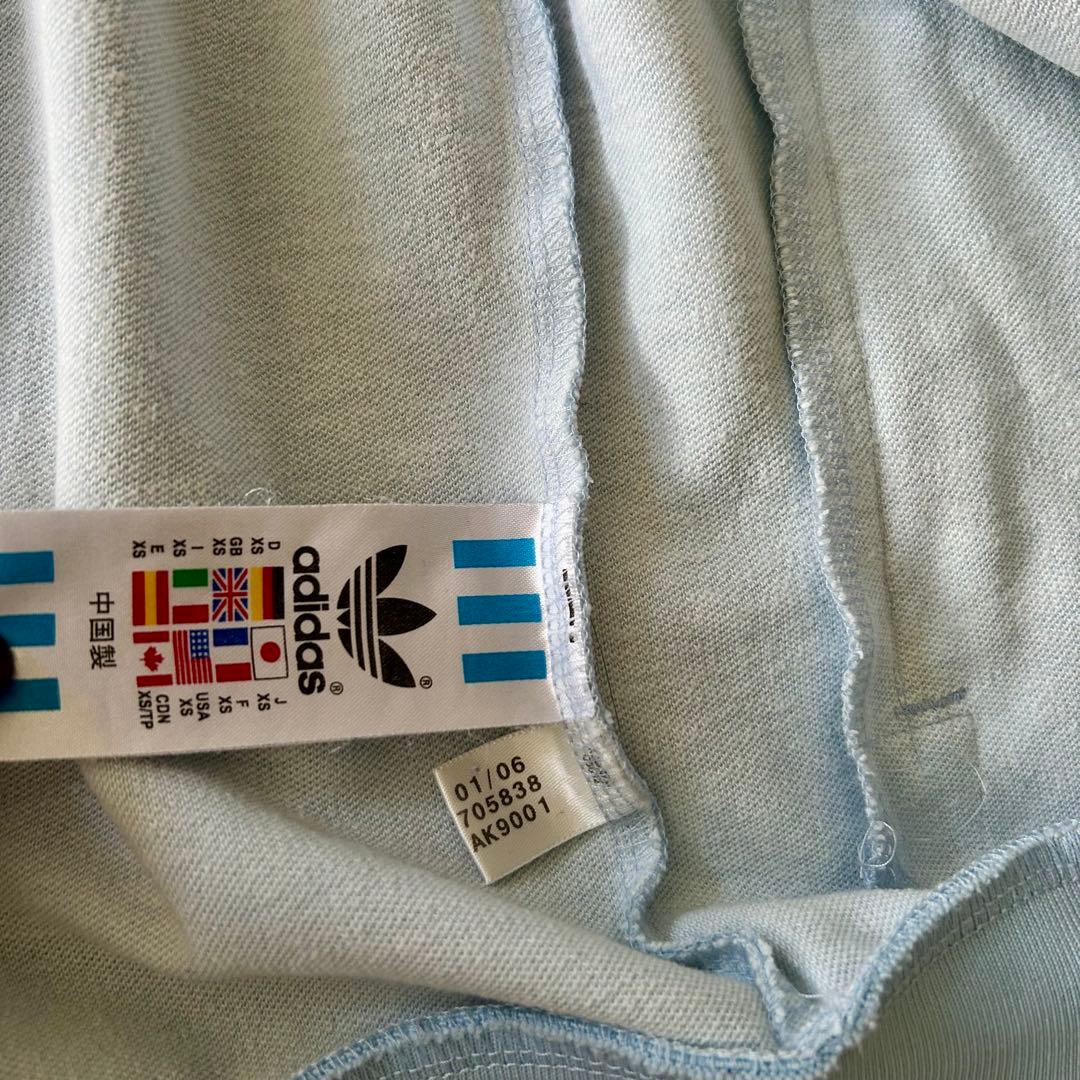 adidas®
®
D
XS
GB
XS
I
XS
E
XS
J
XS
F
XS
USA
XS
CDN
XS/TP
中国製
01/06
705838
AK9001